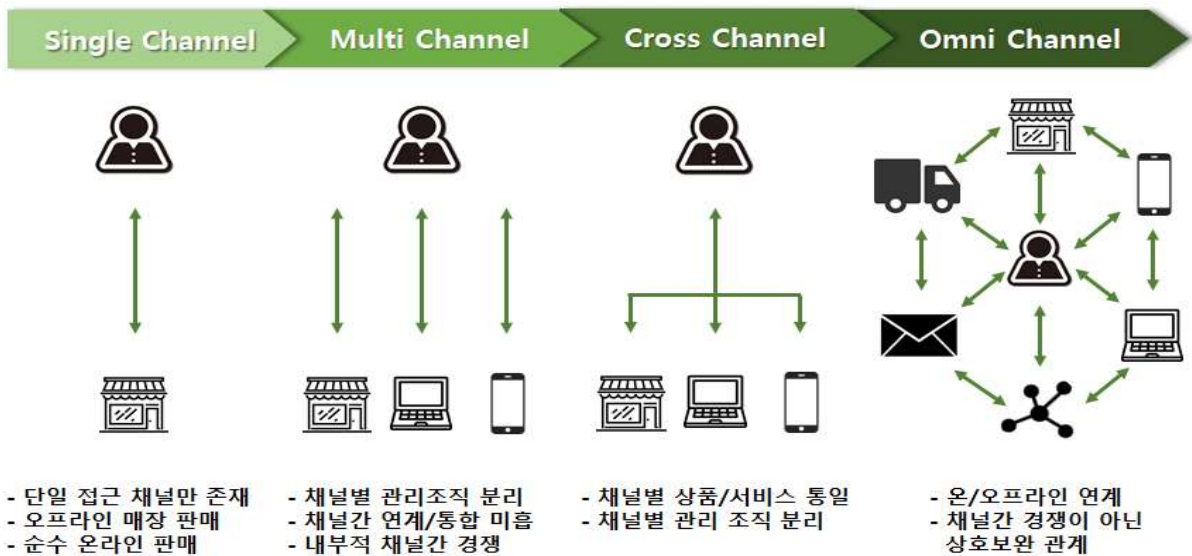 Single Channel
Multi Channel
Cross Channel
Omni Channel
- 단일 접근 채널만 존재
- 오프라인 매장 판매
- 순수 온라인 판매
- 채널별 관리조직 분리
- 채널간 연계/통합 미흡
- 내부적 채널간 경쟁
- 채널별 상품/서비스 통일
- 채널별 관리 조직 분리
- 온/오프라인 연계
- 채널간 경쟁이 아닌
상호보완 관계